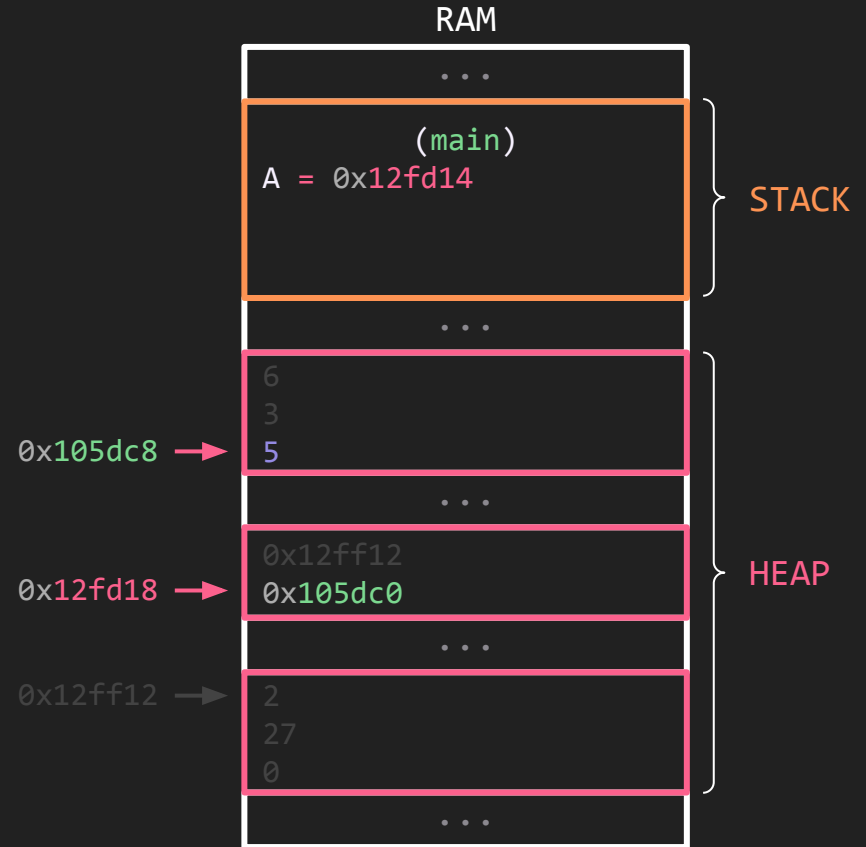 RAM
...
(main)
A = 0x12fd14
STACK
...
6
3
0x105dc8
5
...
0x12ff12
HEAP
0x12fd18
0x105dc0
...
0x12ff12
2
27
0
...